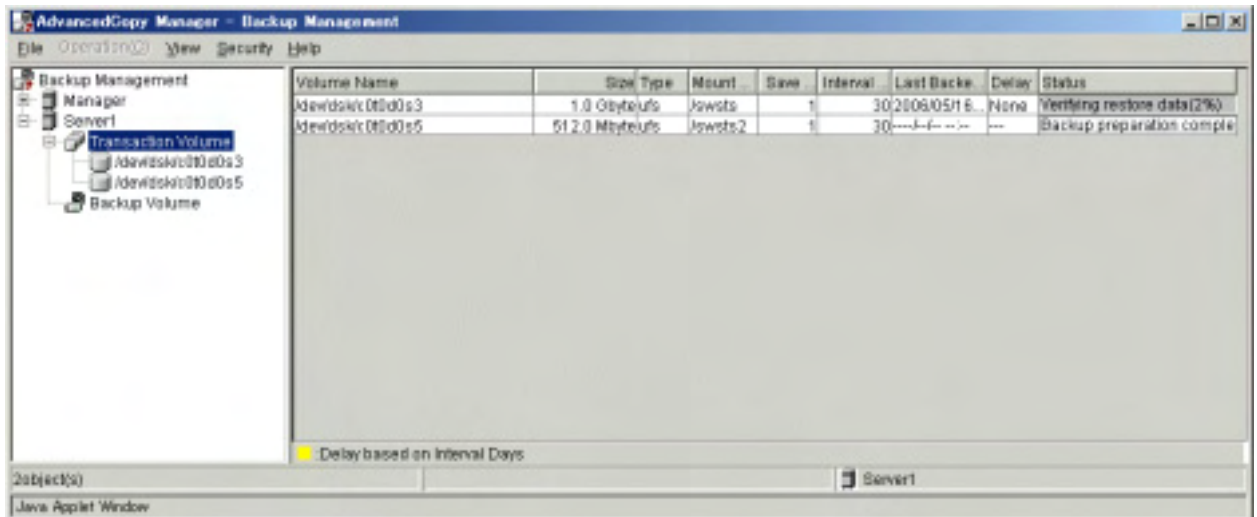 AdvancedCopy Manager - Backup Management
File Operation(O) View Security Help
Backup Management
Manager
Server1
Transaction Volume
/dev/dsk/c0t0d0s3
/dev/dsk/c0t0d0s5
Backup Volume
Volume Name Size Type Mount ... Save ... Interval ... Last Backe... Delay Status
/dev/dsk/c0t0d0s3 1.0 Gbyte ufs /swsts 1 30 2006/05/16... None Verifying restore data(2%)
/dev/dsk/c0t0d0s5 512.0 Mbyte ufs /swsts2 1 30 ----/--/-- --:-- --- Backup preparation comple
:Delay based on Interval Days
2object(s) Server1
Java Applet Window